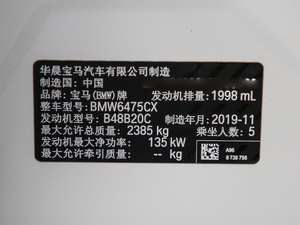 华晨宝马汽车有限公司制造
制造国：中国
品牌：宝马(BMW)牌 发动机排量：1998 mL
整车型号：BMW6475CX
发动机型号：B48B20C 制造年月：2019-11
最大允许总质量：2385 kg 乘坐人数：5
发动机最大净功率：135 kW
最大允许牵引质量：-- kg
A96
8 738 756